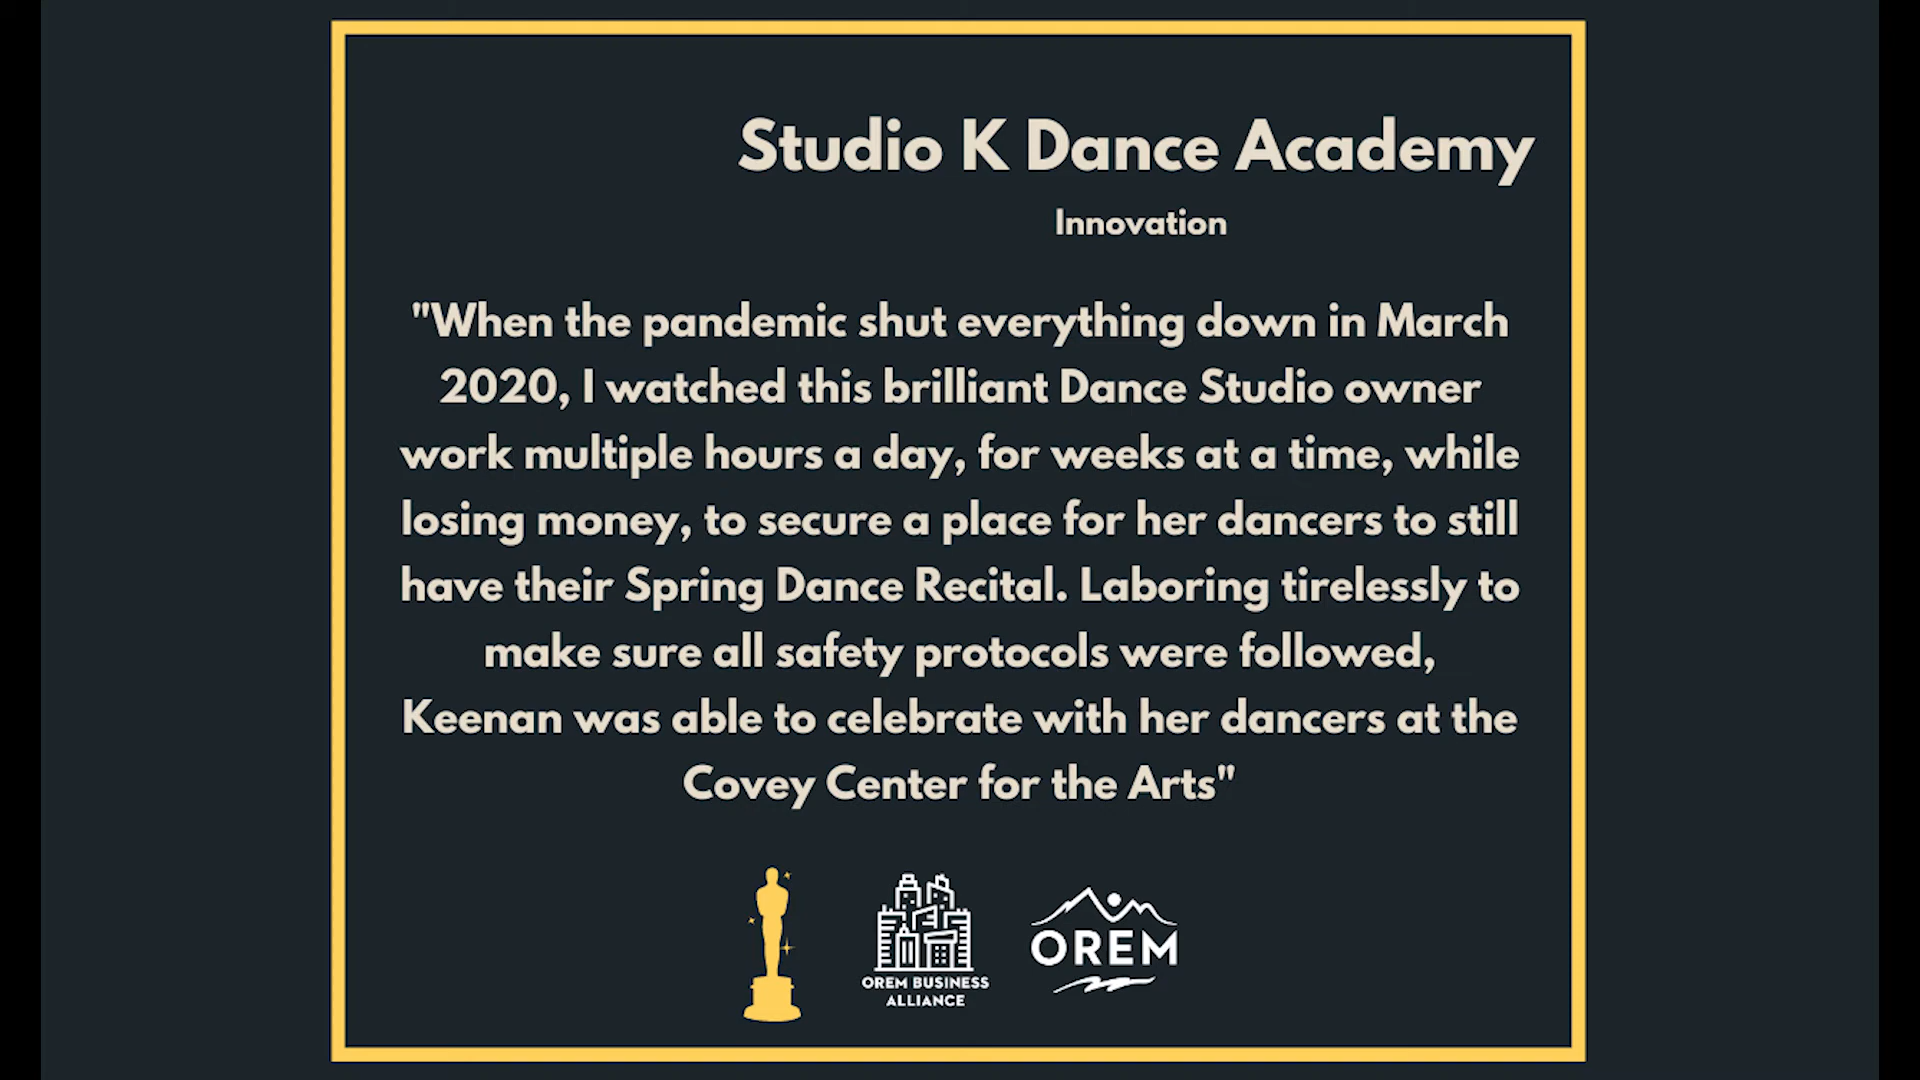 Studio K Dance Academy
Innovation
"When the pandemic shut everything down in March
2020, I watched this brilliant Dance Studio owner
work multiple hours a day, for weeks at a time, while
losing money, to secure a place for her dancers to still
have their Spring Dance Recital. Laboring tirelessly to
make sure all safety protocols were followed,
Keenan was able to celebrate with her dancers at the
Covey Center for the Arts"
OREM BUSINESS
ALLIANCE
OREM